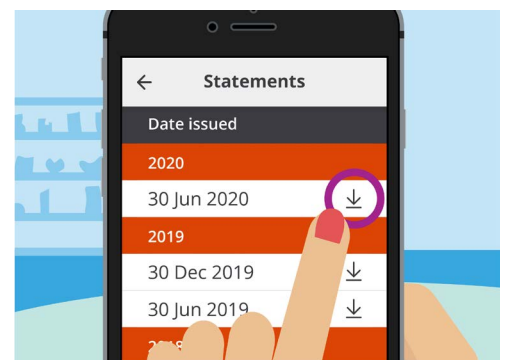 Statements
Date issued
2020
30 Jun 2020
2019
30 Dec 2019
30 Jun 2019